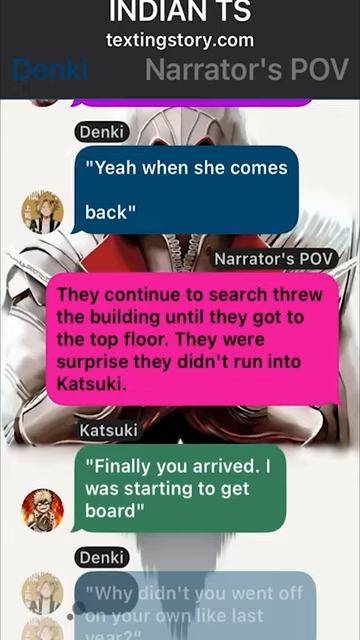 INDIAN TS
textingstory.com
Denki
Narrator's POV
Denki
"Yeah when she comes
back"
Narrator's POV
They continue to search threw
the building until they got to
the top floor. They were
surprise they didn't run into
Katsuki.
Katsuki
"Finally you arrived. I
was starting to get
board"
Denki
"Why didn't you went off
on your own like last
year?"